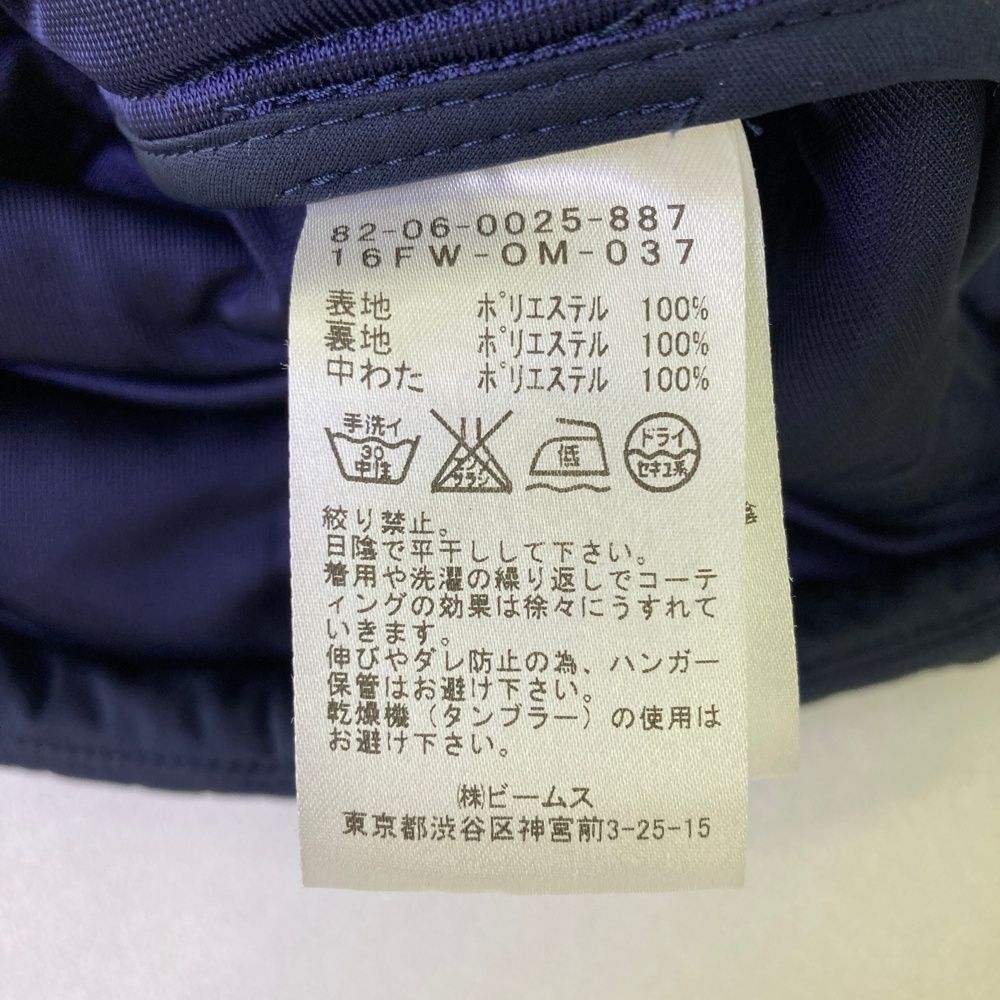 82-06-0025-887
16FW-OM-037
表地 ポリエステル 100%
裏地 ポリエステル 100%
中わた ポリエステル 100%
手洗イ
30
中性
エンソ
サラシ
低
ドライ
セキユ系
絞り禁止。
日陰で平干しして下さい。
着用や洗濯の繰り返しでコーテ
ィングの効果は徐々にうすれて
いきます。
伸びやダレ防止の為、ハンガー
保管はお避け下さい。
乾燥機（タンブラー）の使用は
お避け下さい。
㈱ビームス
東京都渋谷区神宮前3-25-15
陰